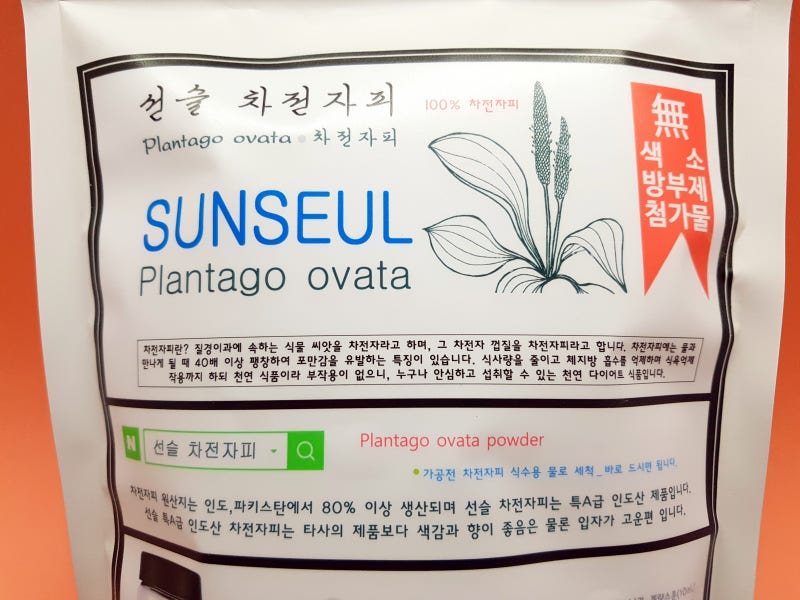 선슬 차전자피
100% 차전자피
Plantago ovata • 차전자피
無
색 소
방부제
첨가물
SUNSEUL
Plantago ovata
차전자피란? 질경이과에 속하는 식물 씨앗을 차전자라고 하며, 그 차전자 껍질을 차전자피라고 합니다. 차전자피에는 물과
만나게 될 때 40배 이상 팽창하여 포만감을 유발하는 특징이 있습니다. 식사량을 줄이고 체지방 흡수를 억제하며 식욕억제
작용까지 하되 천연 식품이라 부작용이 없으니, 누구나 안심하고 섭취할 수 있는 천연 다이어트 식품입니다.
N 선슬 차전자피
Plantago ovata powder
•가공전 차전자피 식수용 물로 세척_바로 드시면 됩니다.
차전자피 원산지는 인도,파키스탄에서 80% 이상 생산되며 선슬 차전자피는 특A급 인도산 제품입니다.
선슬 특A급 인도산 차전자피는 타사의 제품보다 색감과 향이 좋음은 물론 입자가 고운편 입니다.